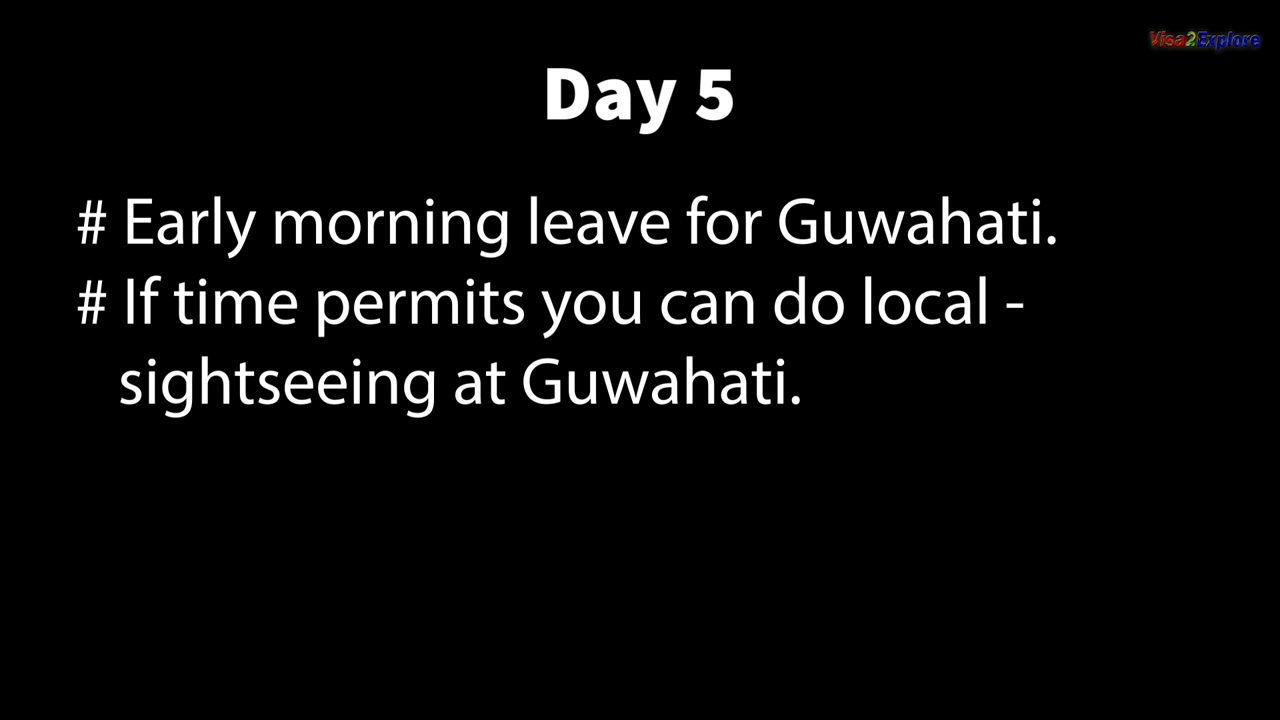 Visa2Explore
Day 5
# Early morning leave for Guwahati.
# If time permits you can do local -
sightseeing at Guwahati.